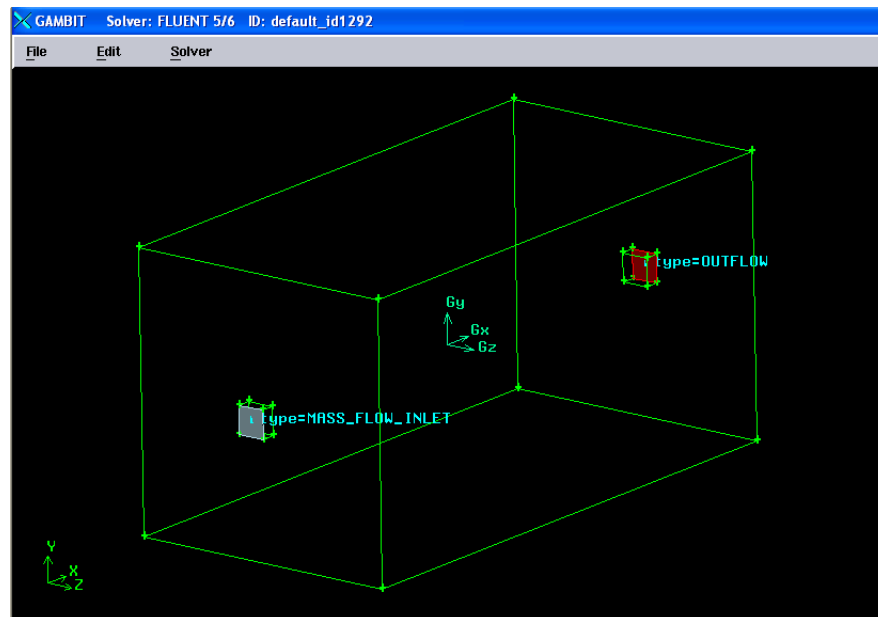 GAMBIT Solver: FLUENT 5/6 ID: default_id1292
File Edit Solver
type=OUTFLOW
Gy
Gx
Gz
type=MASS_FLOW_INLET
Y
X
Z